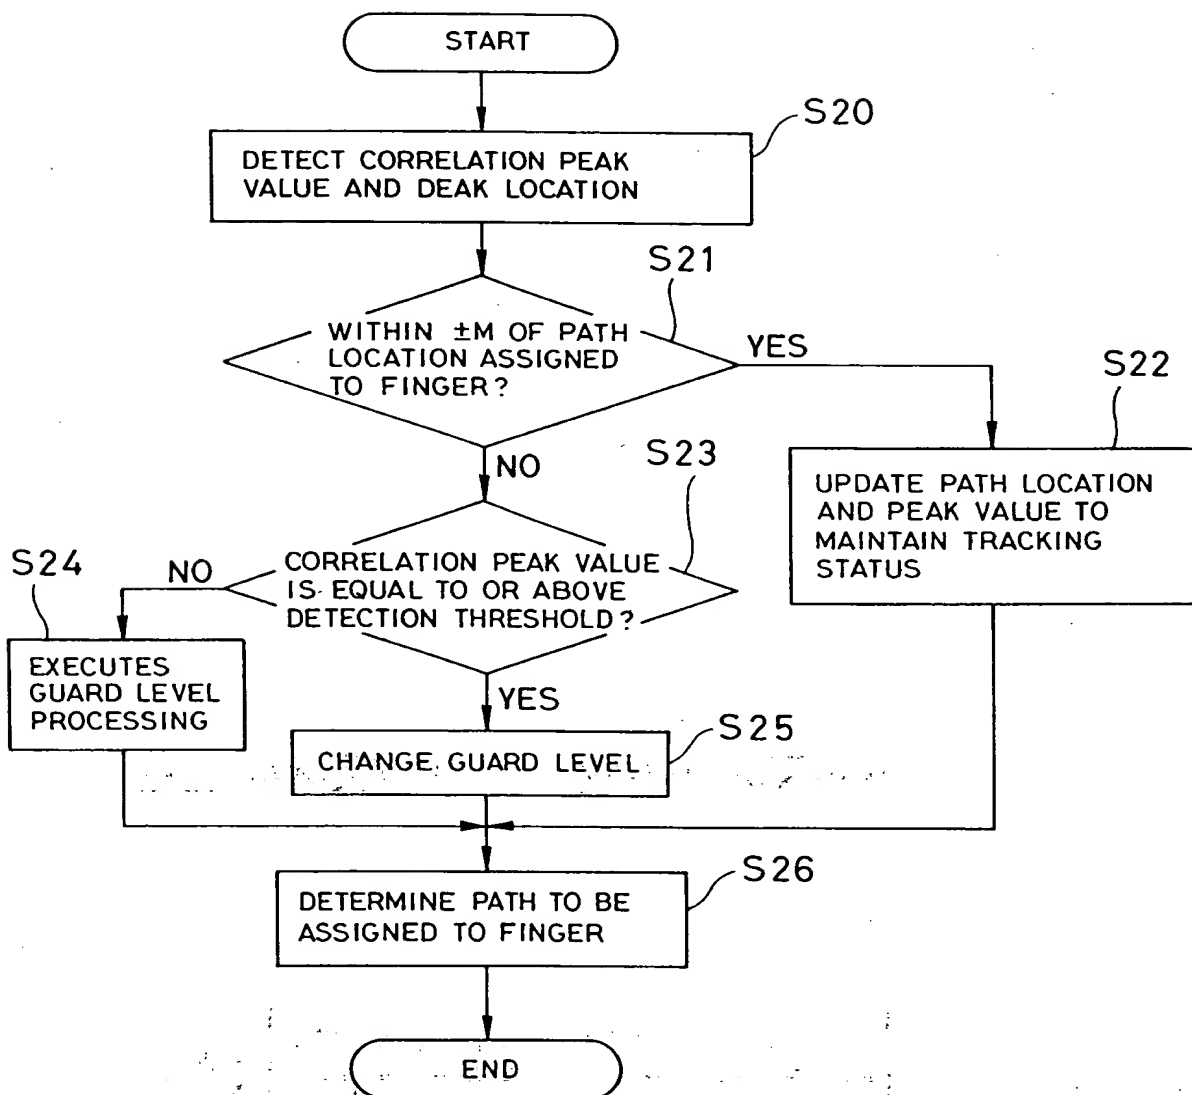 START
S20
DETECT CORRELATION PEAK
VALUE AND DEAK LOCATION
S21
WITHIN ±M OF PATH
LOCATION ASSIGNED
TO FINGER?
YES
S22
UPDATE PATH LOCATION
AND PEAK VALUE TO
MAINTAIN TRACKING
STATUS
NO
S23
CORRELATION PEAK VALUE
IS EQUAL TO OR ABOVE
DETECTION THRESHOLD?
NO
S24
EXECUTES
GUARD LEVEL
PROCESSING
YES
S25
CHANGE GUARD LEVEL
S26
DETERMINE PATH TO BE
ASSIGNED TO FINGER
END